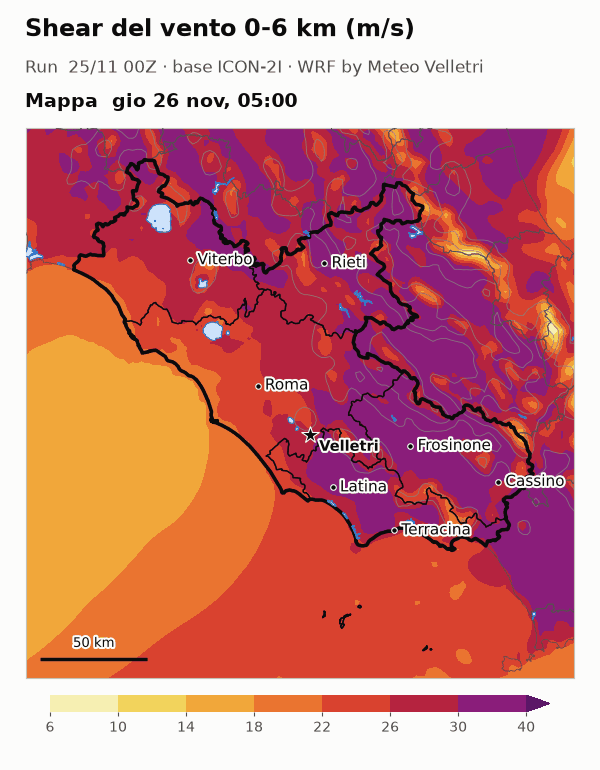 Shear del vento 0-6 km (m/s)
Run  25/11 00Z · base ICON-2I · WRF by Meteo Velletri
Mappa  gio 26 nov, 05:00
Viterbo
Rieti
Roma
Velletri
Frosinone
Cassino
Latina
Terracina
50 km
6 10 14 18 22 26 30 40